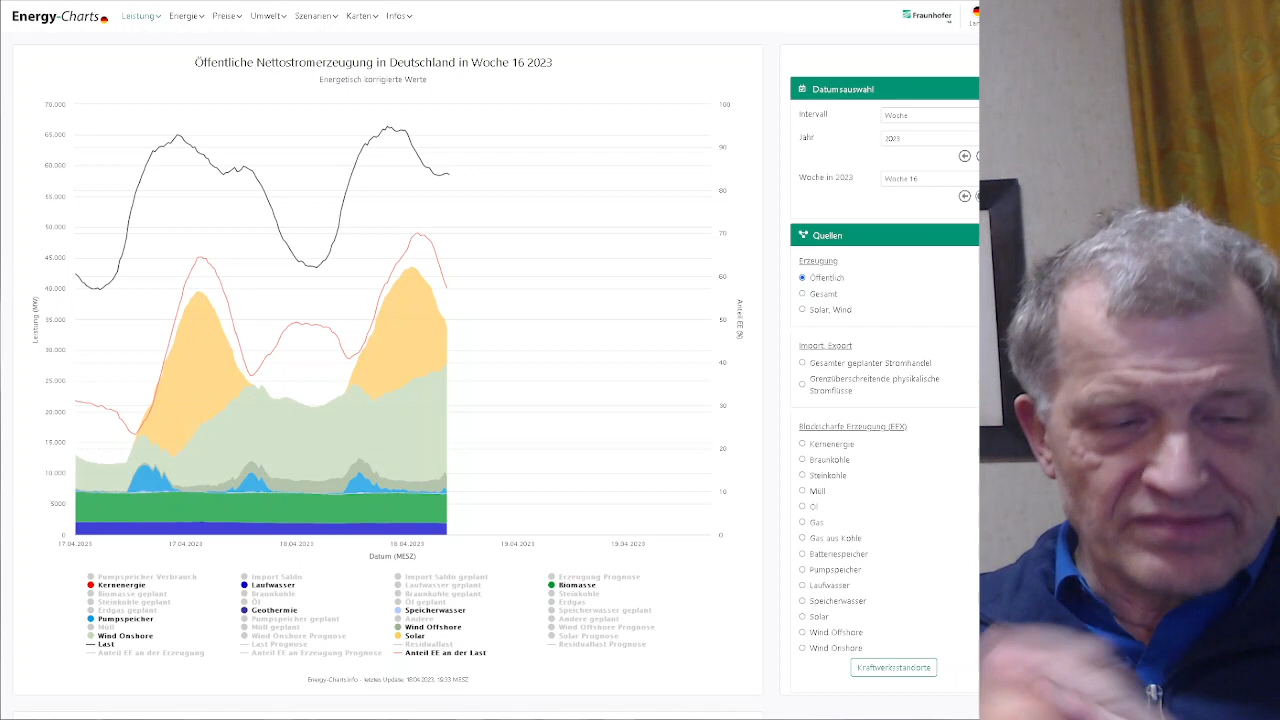 Energy-Charts
Leistung Energie Preise Umwelt Szenarien Karten Infos
Fraunhofer
Öffentliche Nettostromerzeugung in Deutschland in Woche 16 2023
Energetisch korrigierte Werte
70.000
65.000
60.000
55.000
50.000
45.000
40.000
35.000
30.000
25.000
20.000
15.000
10.000
5000
0
Leistung (MW)
100
90
80
70
60
50
40
30
20
10
0
Anteil EE (%)
17.04.2023 17.04.2023 18.04.2023 18.04.2023 19.04.2023 19.04.2023
Datum (MESZ)
Pumpspeicher Verbrauch Import Saldo Import Saldo geplant Erzeugung Prognose
Kernenergie Laufwasser Laufwasser geplant Biomasse
Biomasse geplant Braunkohle Braunkohle geplant Steinkohle
Steinkohle geplant Öl Öl geplant Erdgas
Erdgas geplant Geothermie Speicherwasser Speicherwasser geplant
Pumpspeicher Pumpspeicher geplant Andere Andere geplant
Müll Müll geplant Wind Offshore Wind Offshore Prognose
Wind Onshore Wind Onshore Prognose Solar Solar Prognose
Last Last Prognose Residuallast Residuallast Prognose
Anteil EE an der Erzeugung Anteil EE an Erzeugung Prognose Anteil EE an der Last
Energy-Charts.info - letztes Update: 18.04.2023, 19:33 MESZ
Datumsauswahl
Intervall Woche
Jahr 2023
Woche in 2023 Woche 16
Quellen
Erzeugung
Öffentlich
Gesamt
Solar, Wind
Import, Export
Gesamter geplanter Stromhandel
Grenzüberschreitende physikalische
Stromflüsse
Blockscharfe Erzeugung (EEX)
Kernenergie
Braunkohle
Steinkohle
Müll
Öl
Gas
Gas aus Kohle
Batteriespeicher
Pumpspeicher
Laufwasser
Speicherwasser
Solar
Wind Offshore
Wind Onshore
Kraftwerksstandorte